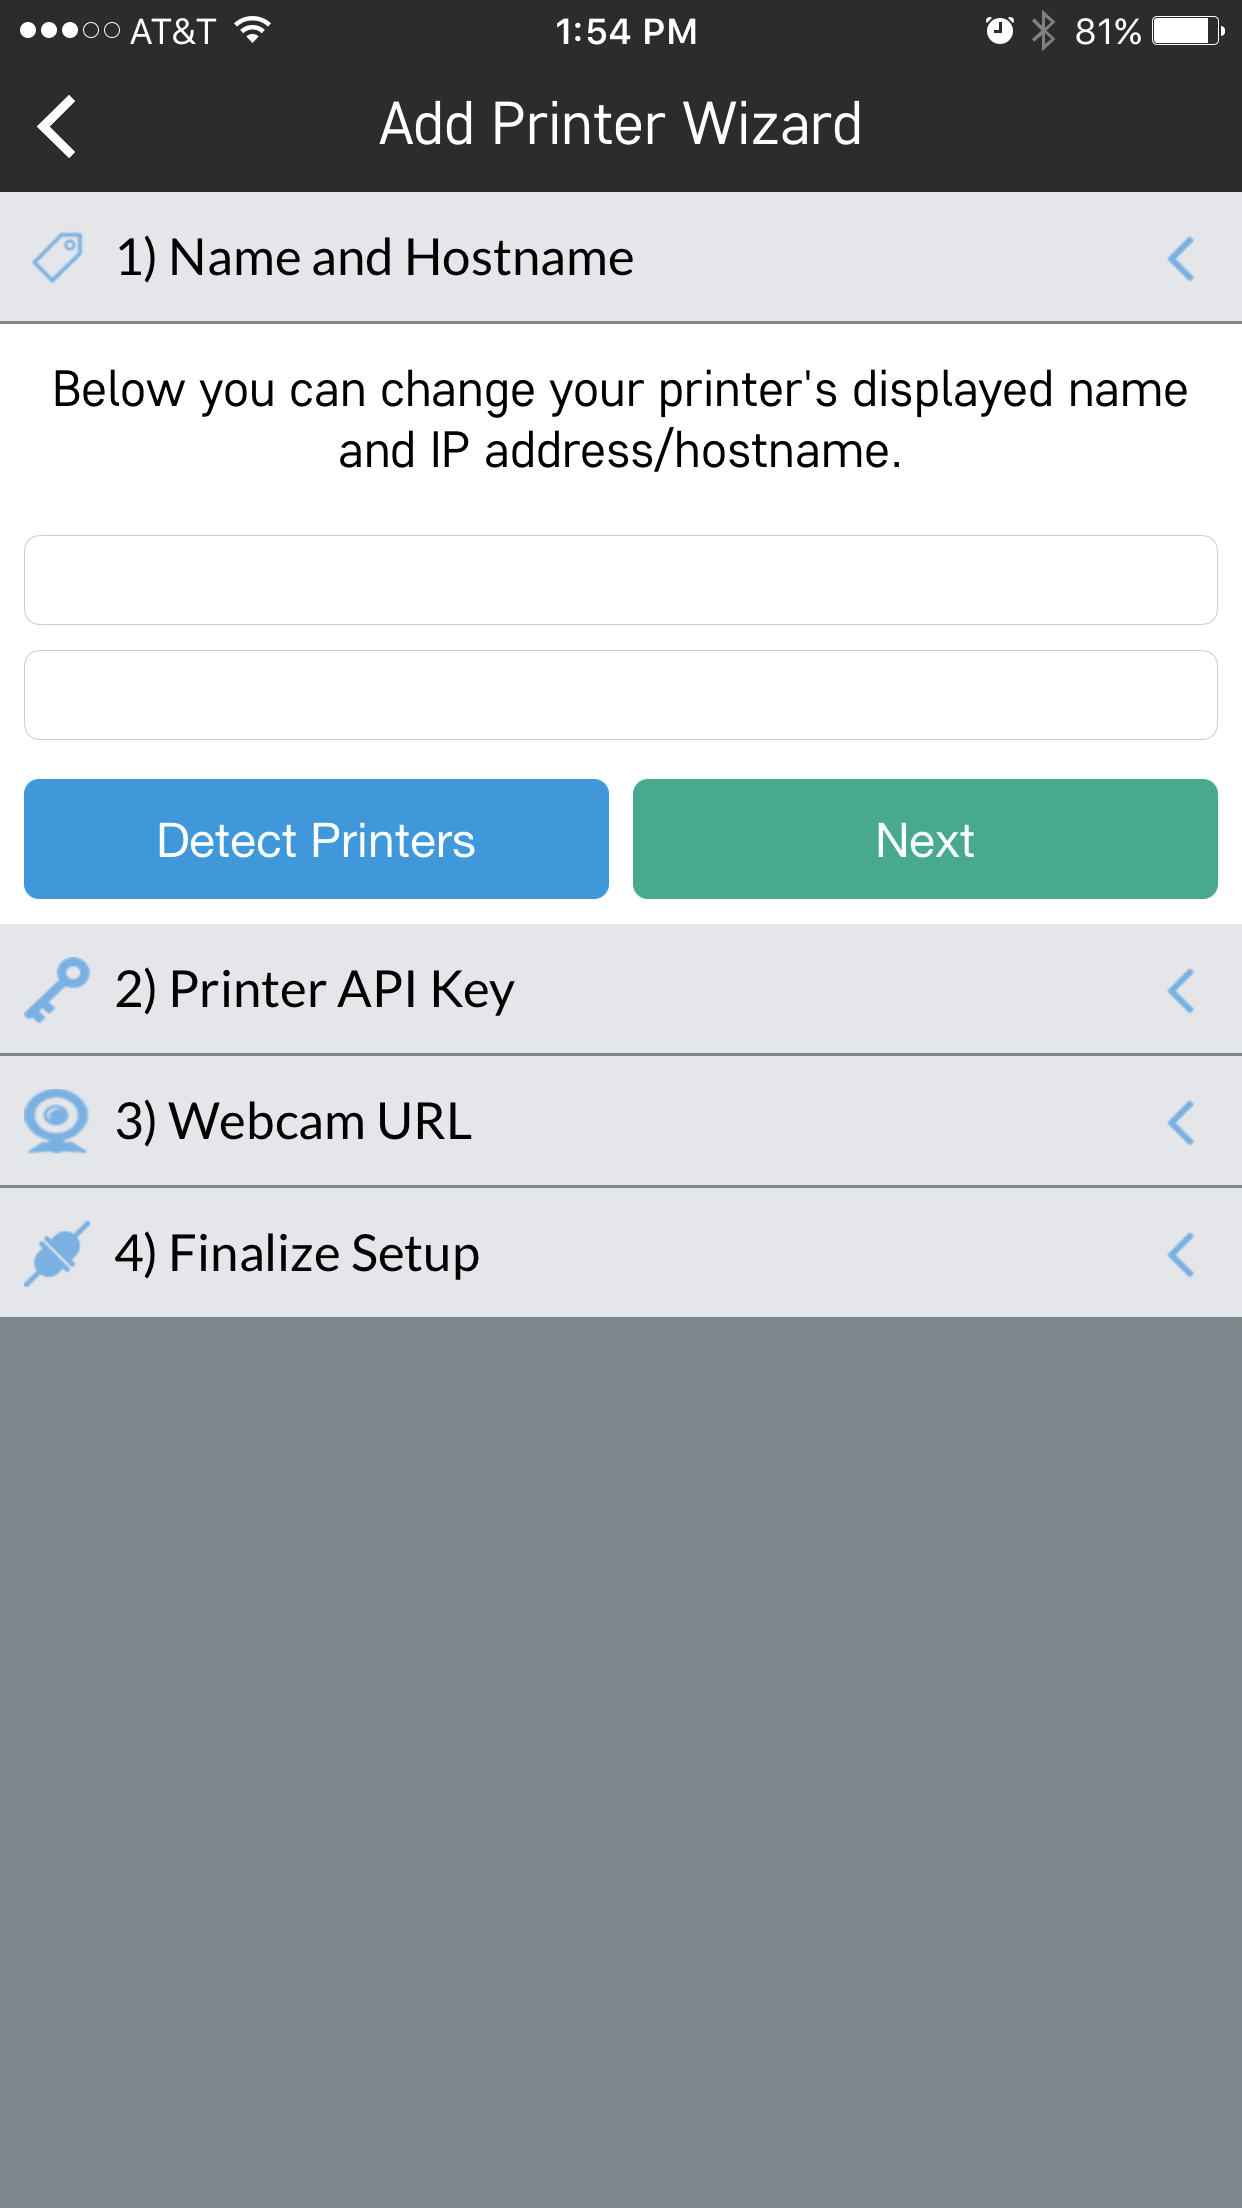 AT&T 1:54 PM 81%
Add Printer Wizard
1) Name and Hostname
Below you can change your printer's displayed name
and IP address/hostname.
Detect Printers Next
2) Printer API Key
3) Webcam URL
4) Finalize Setup